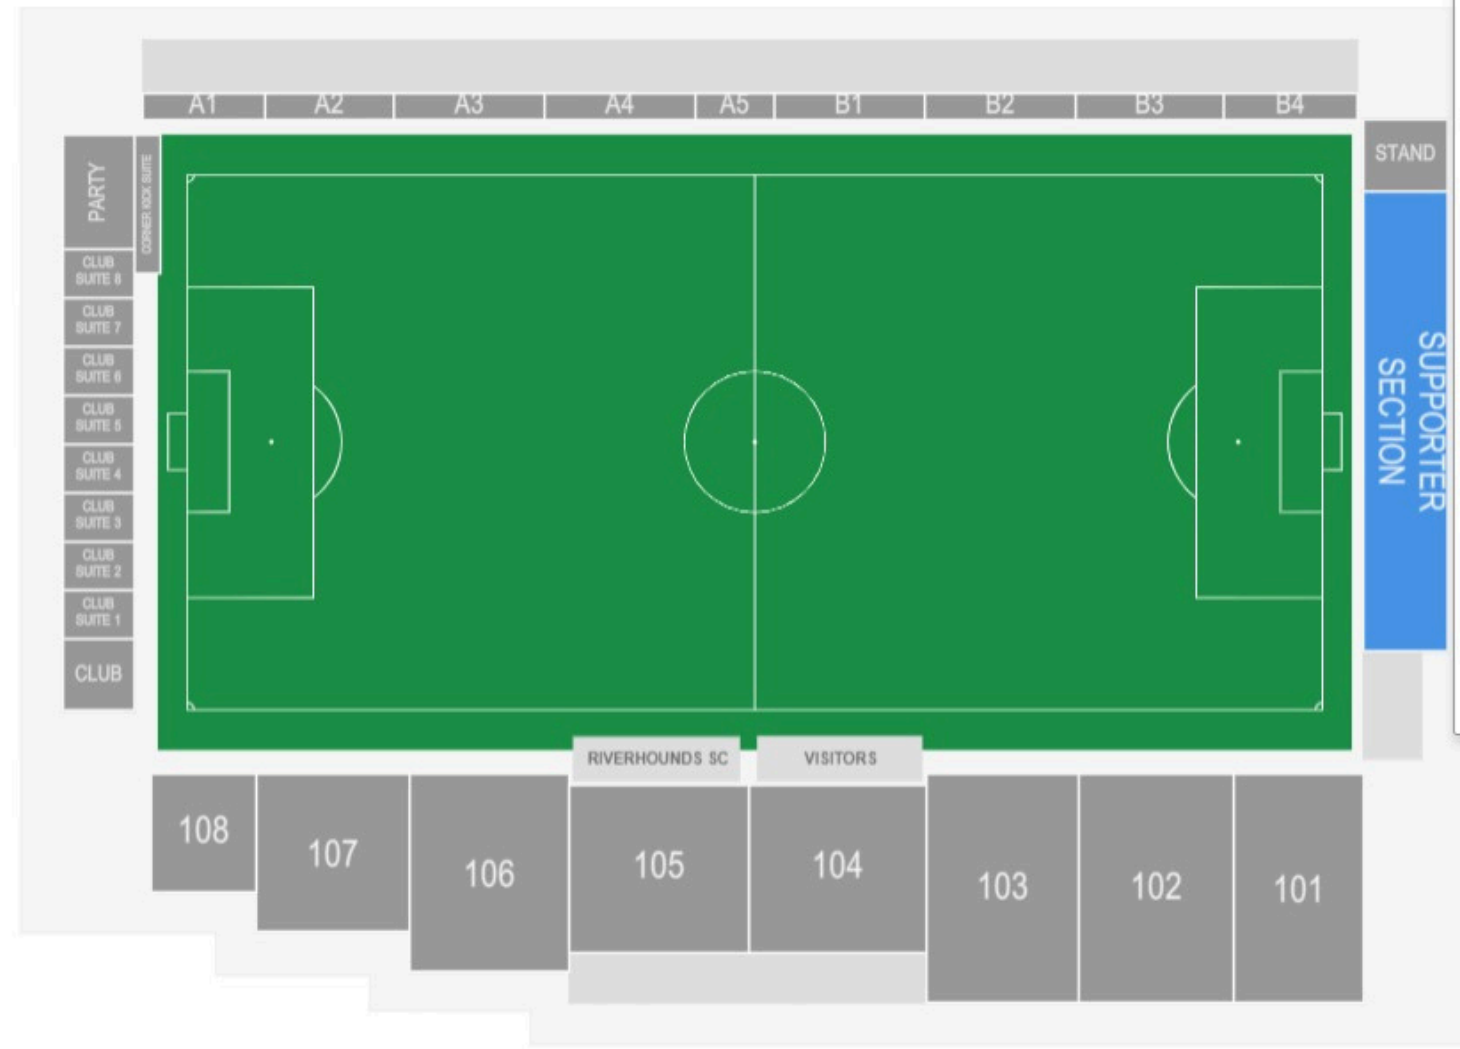 A1 A2 A3 A4 A5 B1 B2 B3 B4
STAND
PARTY
CORNER KICK SUITE
CLUB
SUITE 8
CLUB
SUITE 7
CLUB
SUITE 6
CLUB
SUITE 5
CLUB
SUITE 4
CLUB
SUITE 3
CLUB
SUITE 2
CLUB
SUITE 1
CLUB
SUPPORTER
SECTION
RIVERHOUNDS SC VISITORS
108 107 106 105 104 103 102 101